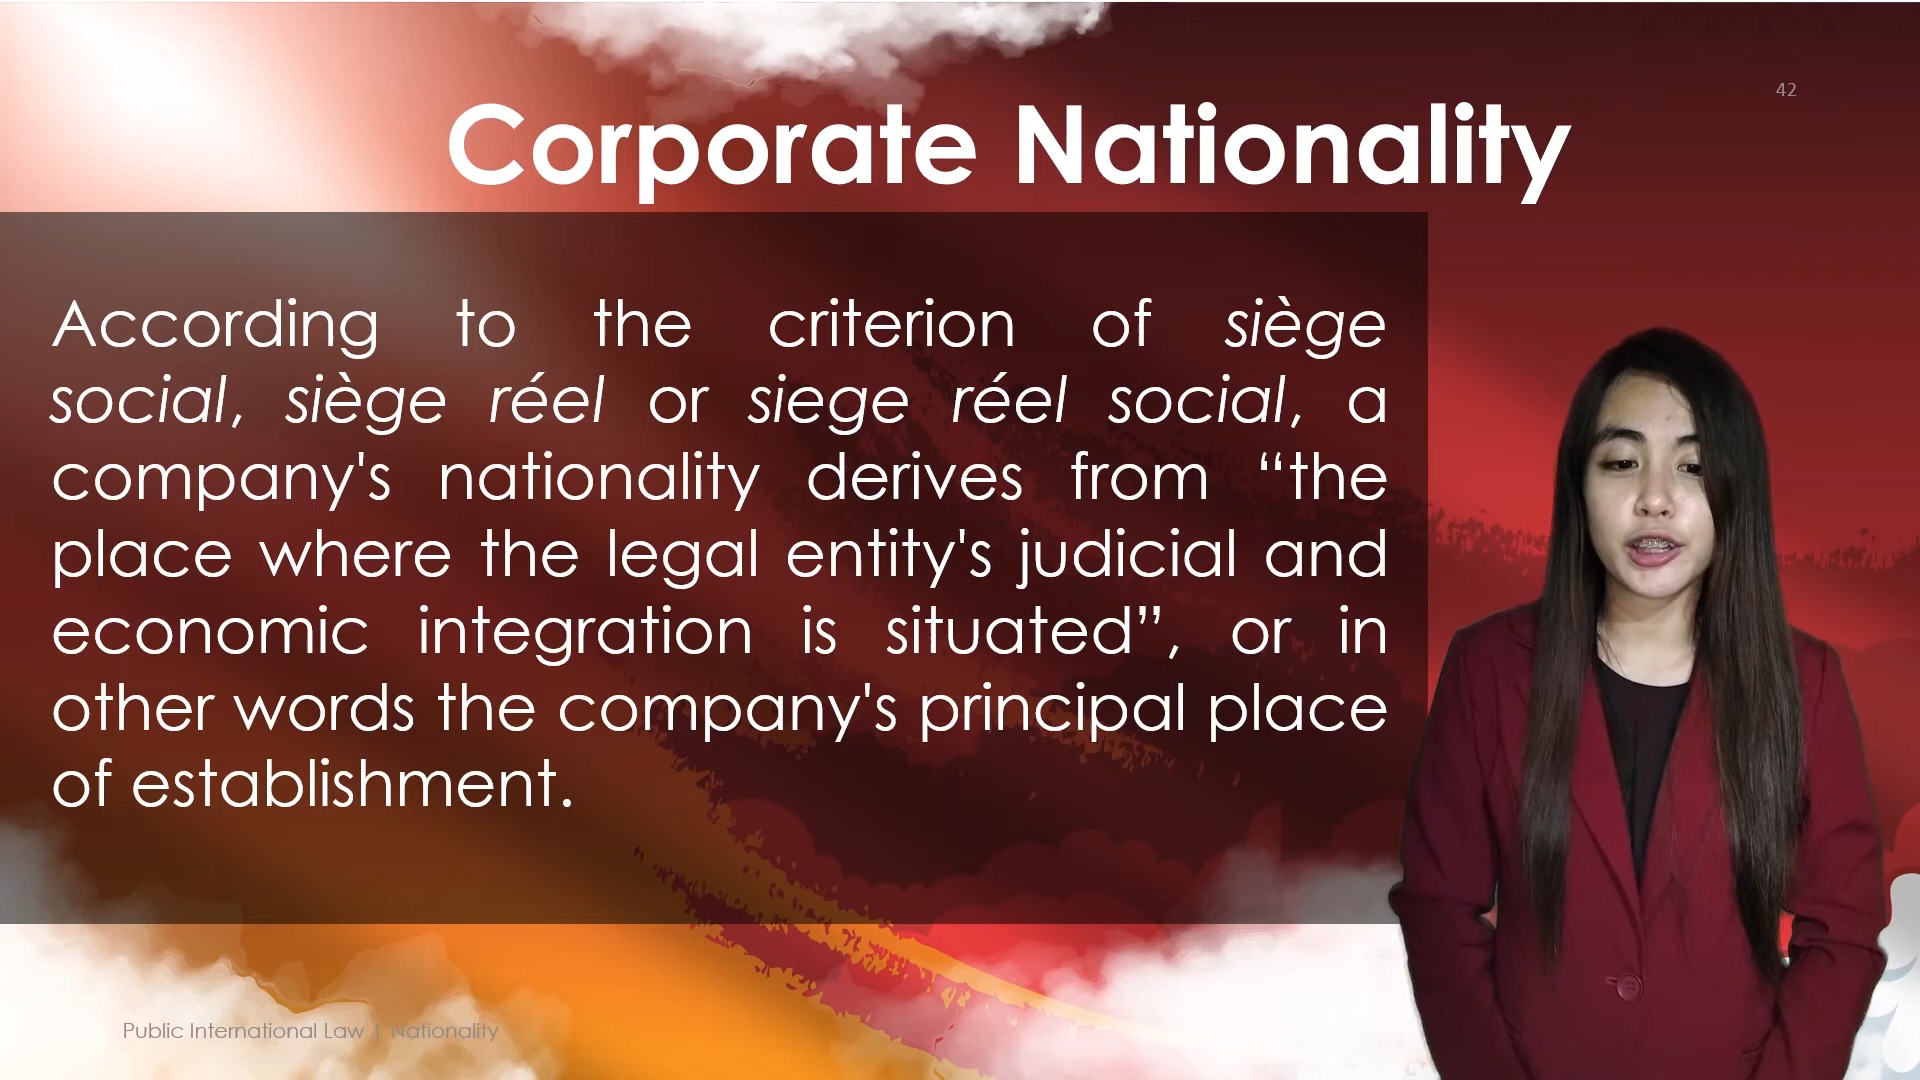 42
Corporate Nationality
According to the criterion of siège
social, siège réel or siege réel social, a
company's nationality derives from “the
place where the legal entity's judicial and
economic integration is situated”, or in
other words the company's principal place
of establishment.
Public International Law | Nationality